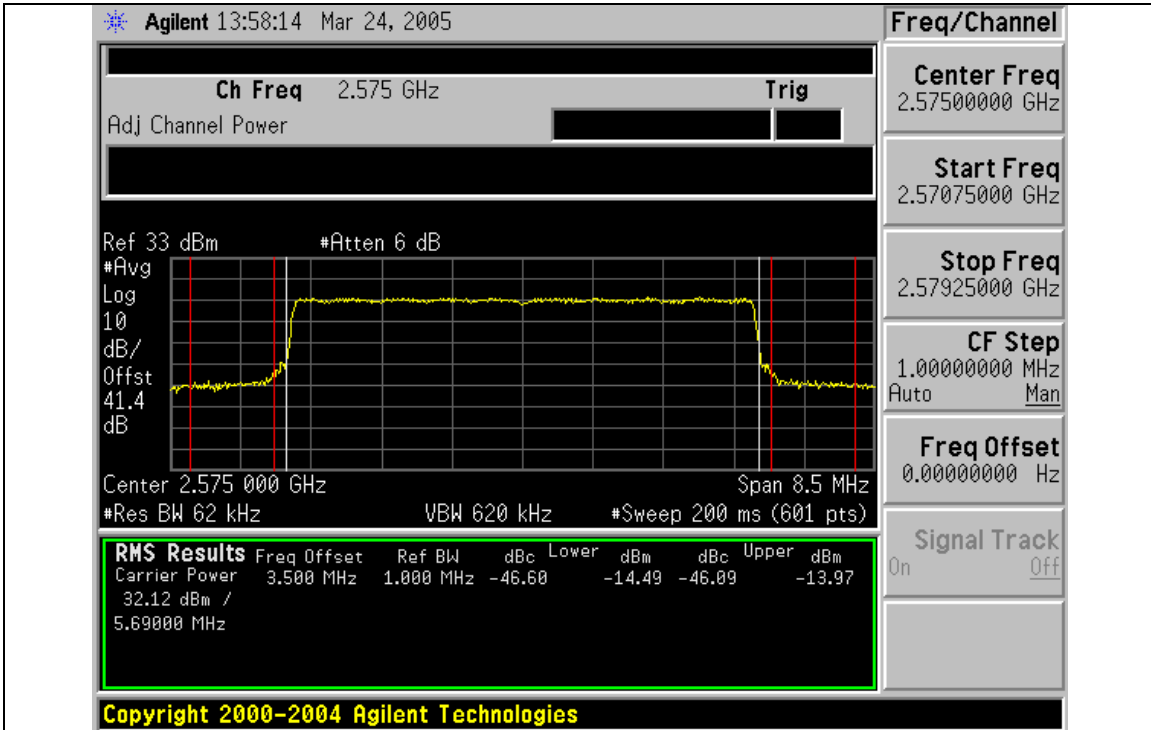 Agilent 13:58:14 Mar 24, 2005
Freq/Channel
Ch Freq 2.575 GHz Trig
Adj Channel Power
Center Freq
2.57500000 GHz
Start Freq
2.57075000 GHz
Stop Freq
2.57925000 GHz
CF Step
1.00000000 MHz
Auto Man
Freq Offset
0.00000000 Hz
Signal Track
On Off
Ref 33 dBm #Atten 6 dB
#Avg
Log
10
dB/
Offst
41.4
dB
Center 2.575 000 GHz Span 8.5 MHz
#Res BW 62 kHz VBW 620 kHz #Sweep 200 ms (601 pts)
RMS Results Freq Offset Ref BW dBc Lower dBm dBc Upper dBm
Carrier Power 3.500 MHz 1.000 MHz -46.60 -14.49 -46.09 -13.97
32.12 dBm /
5.69000 MHz
Copyright 2000-2004 Agilent Technologies